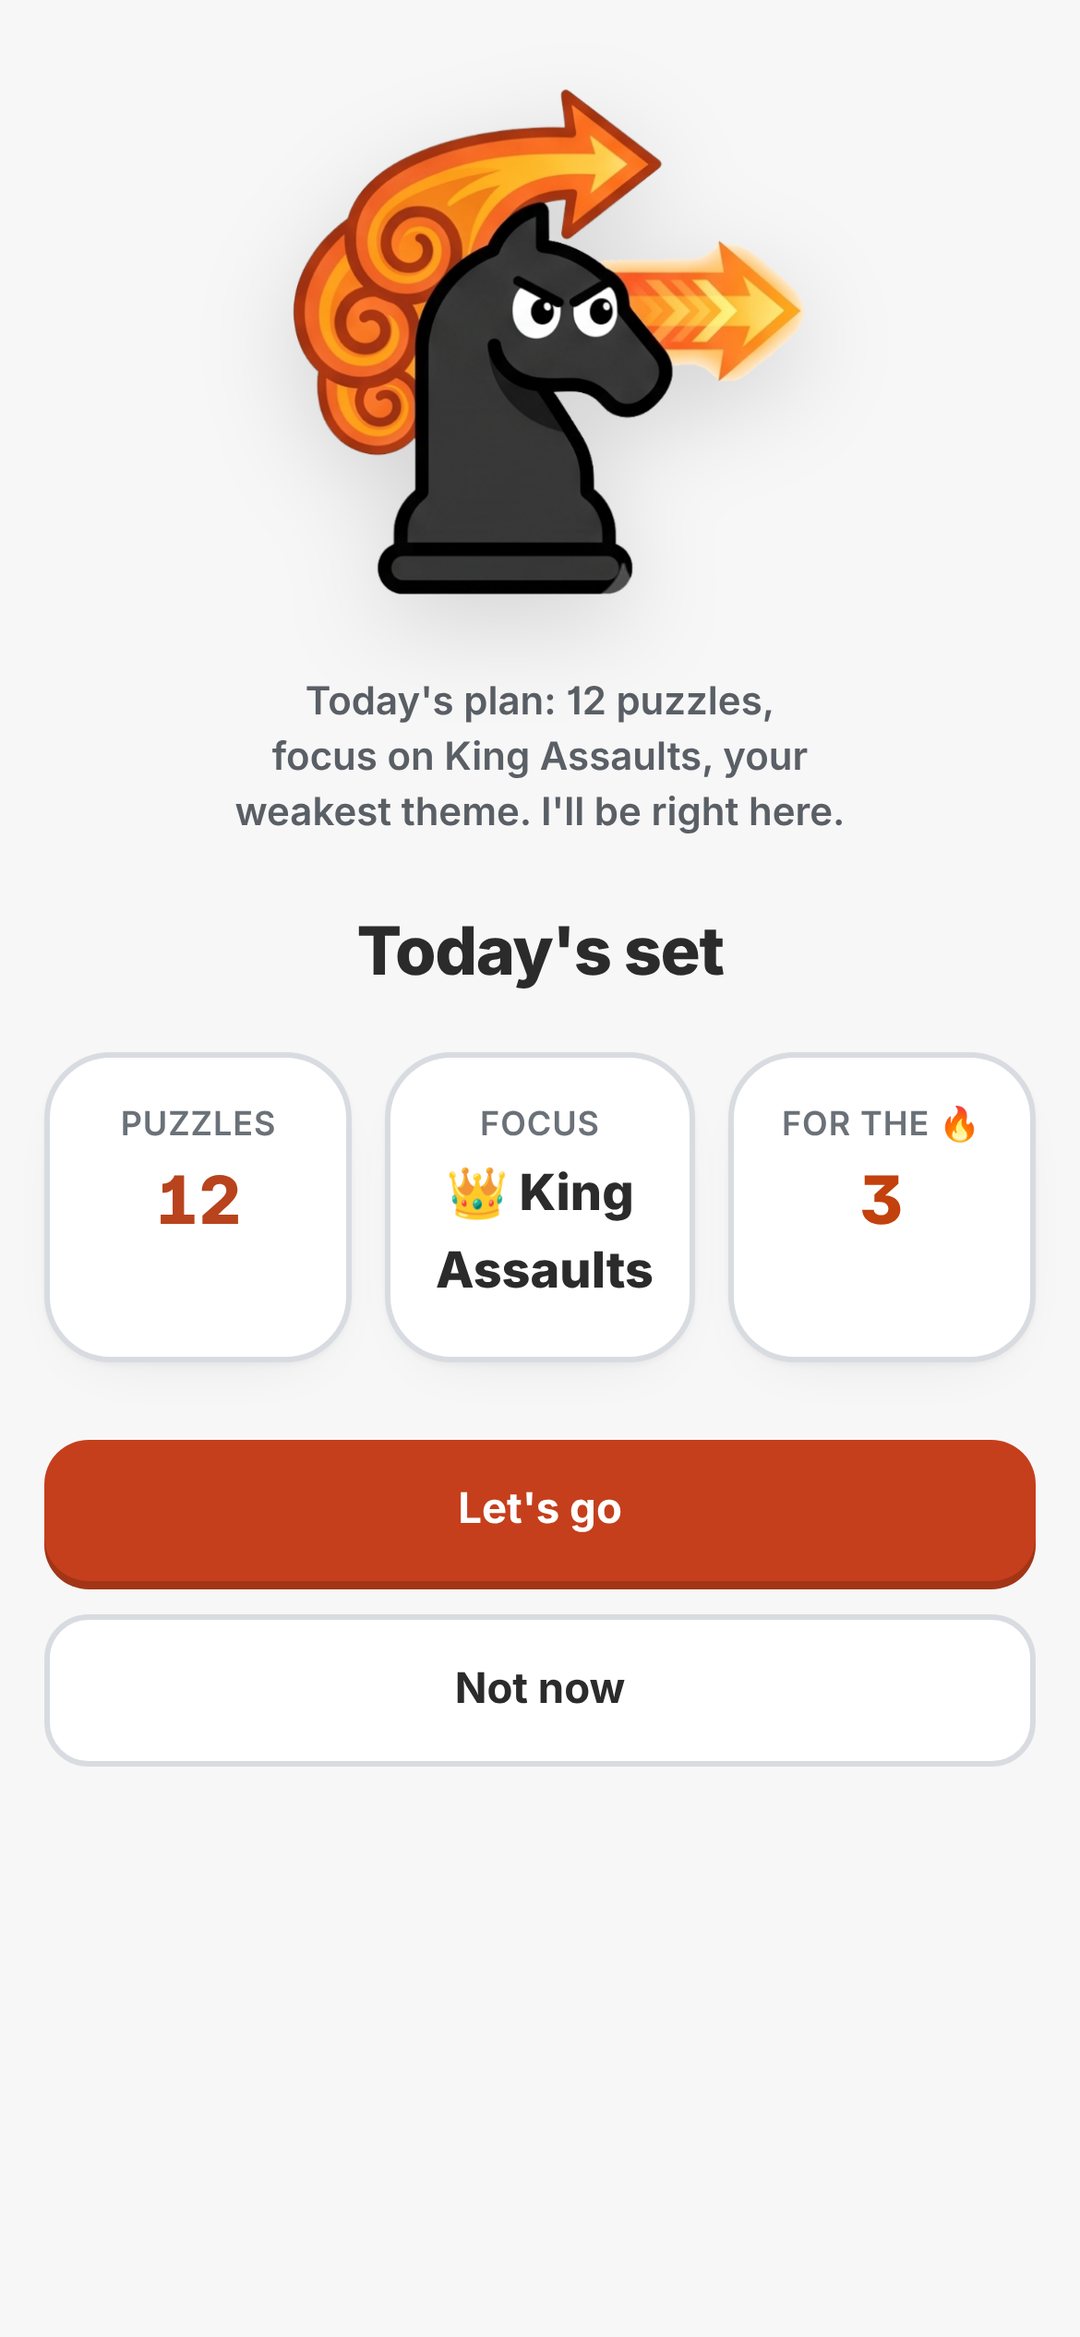 Today's plan: 12 puzzles,
focus on King Assaults, your
weakest theme. I'll be right here.
Today's set
PUZZLES
12
FOCUS
👑 King
Assaults
FOR THE 🔥
3
Let's go
Not now